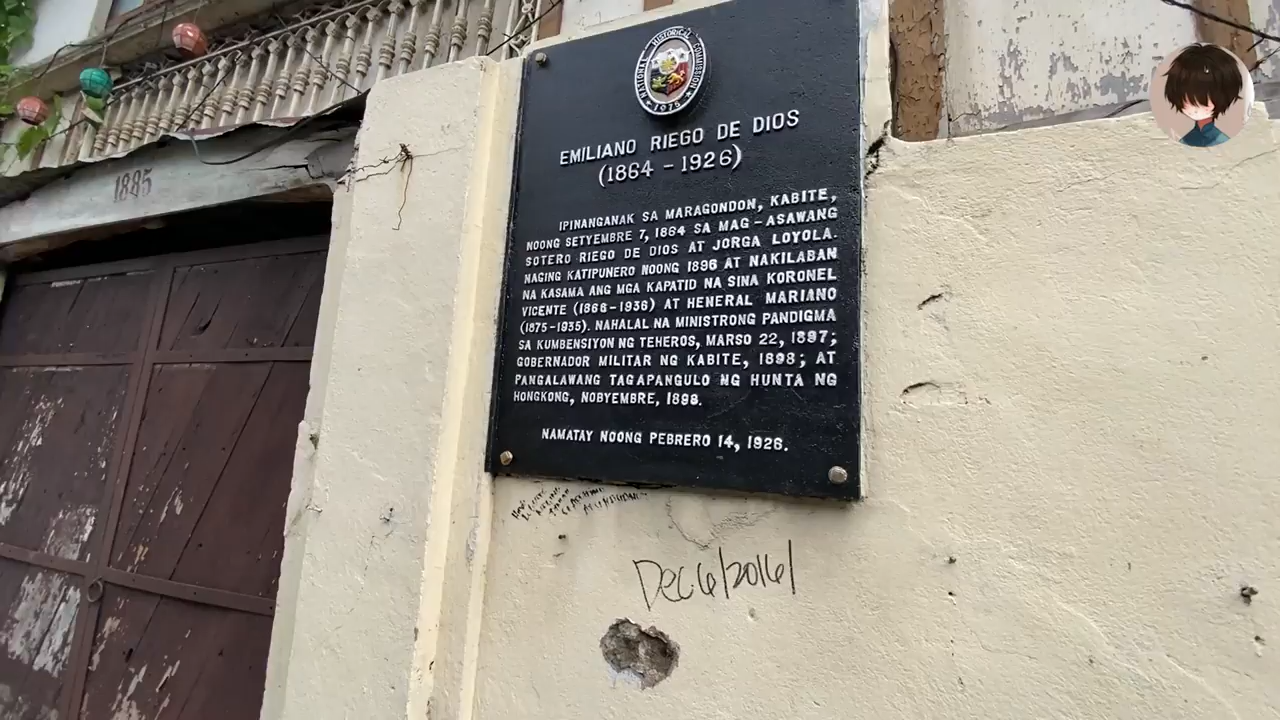 1885
NATIONAL HISTORICAL COMMISSION
1975
EMILIANO RIEGO DE DIOS
(1864 - 1926)
IPINANGANAK SA MARAGONDON, KABITE,
NOONG SETYEMBRE 7, 1864 SA MAG-ASAWANG
SOTERO RIEGO DE DIOS AT JORGA LOYOLA.
NAGING KATIPUNERO NOONG 1896 AT NAKILABAN
NA KASAMA ANG MGA KAPATID NA SINA KORONEL
VICENTE (1866-1936) AT HENERAL MARIANO
(1875-1935). NAHALAL NA MINISTRONG PANDIGMA
SA KUMBENSIYON NG TEHEROS, MARSO 22, 1897;
GOBERNADOR MILITAR NG KABITE, 1898; AT
PANGALAWANG TAGAPANGULO NG HUNTA NG
HONGKONG, NOBYEMBRE, 1898.
NAMATAY NOONG PEBRERO 14, 1926.
Dec 6/2016/